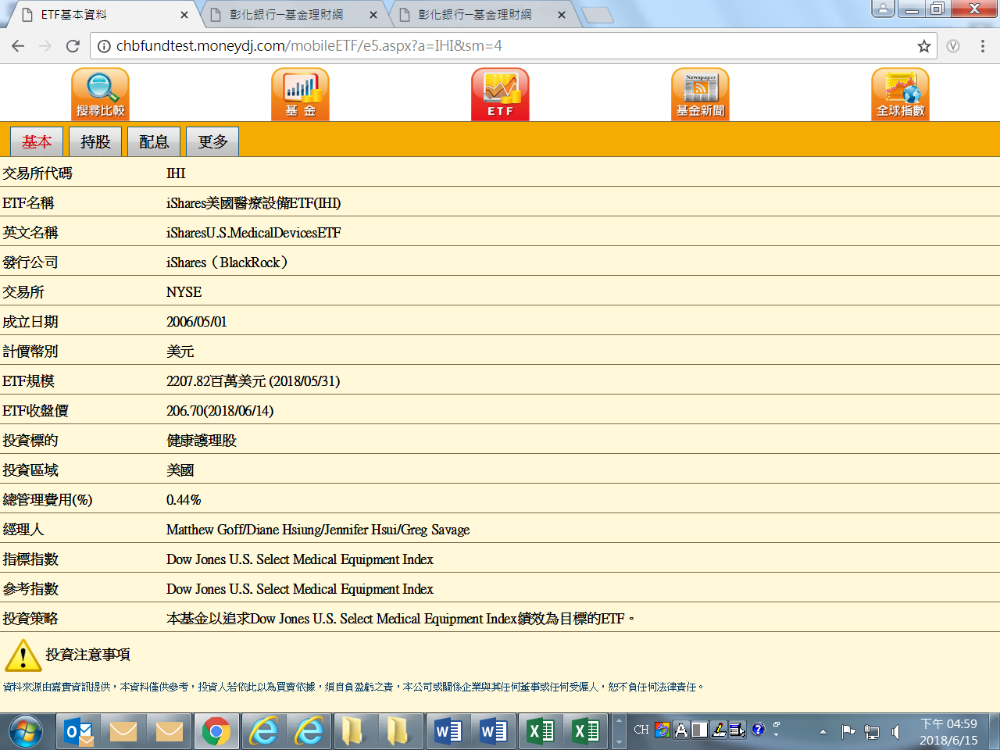 ETF基本資料
彰化銀行─基金理財網
彰化銀行─基金理財網
chbfundtest.moneydj.com/mobileETF/e5.aspx?a=IHI&sm=4
搜尋比較
基 金
ETF
Newspaper
基金新聞
全球指數
基本 持股 配息 更多
交易所代碼 IHI
ETF名稱 iShares美國醫療設備ETF(IHI)
英文名稱 iSharesU.S.MedicalDevicesETF
發行公司 iShares（BlackRock）
交易所 NYSE
成立日期 2006/05/01
計價幣別 美元
ETF規模 2207.82百萬美元 (2018/05/31)
ETF收盤價 206.70(2018/06/14)
投資標的 健康護理股
投資區域 美國
總管理費用(%) 0.44%
經理人 Matthew Goff/Diane Hsiung/Jennifer Hsui/Greg Savage
指標指數 Dow Jones U.S. Select Medical Equipment Index
參考指數 Dow Jones U.S. Select Medical Equipment Index
投資策略 本基金以追求Dow Jones U.S. Select Medical Equipment Index績效為目標的ETF。
投資注意事項
資料來源由嘉實資訊提供，本資料僅供參考，投資人若依此以為買賣依據，須自負盈虧之責，本公司或關係企業與其任何董事或任何受僱人，恕不負任何法律責任。
CH
下午 04:59
2018/6/15